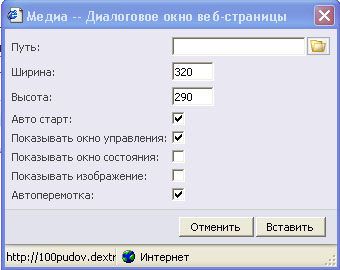 Медиа -- Диалоговое окно веб-страницы
Путь:
Ширина: 320
Высота: 290
Авто старт:
Показывать окно управления:
Показывать окно состояния:
Показывать изображение:
Автоперемотка:
Отменить Вставить
http://100pudov.dextr Интернет